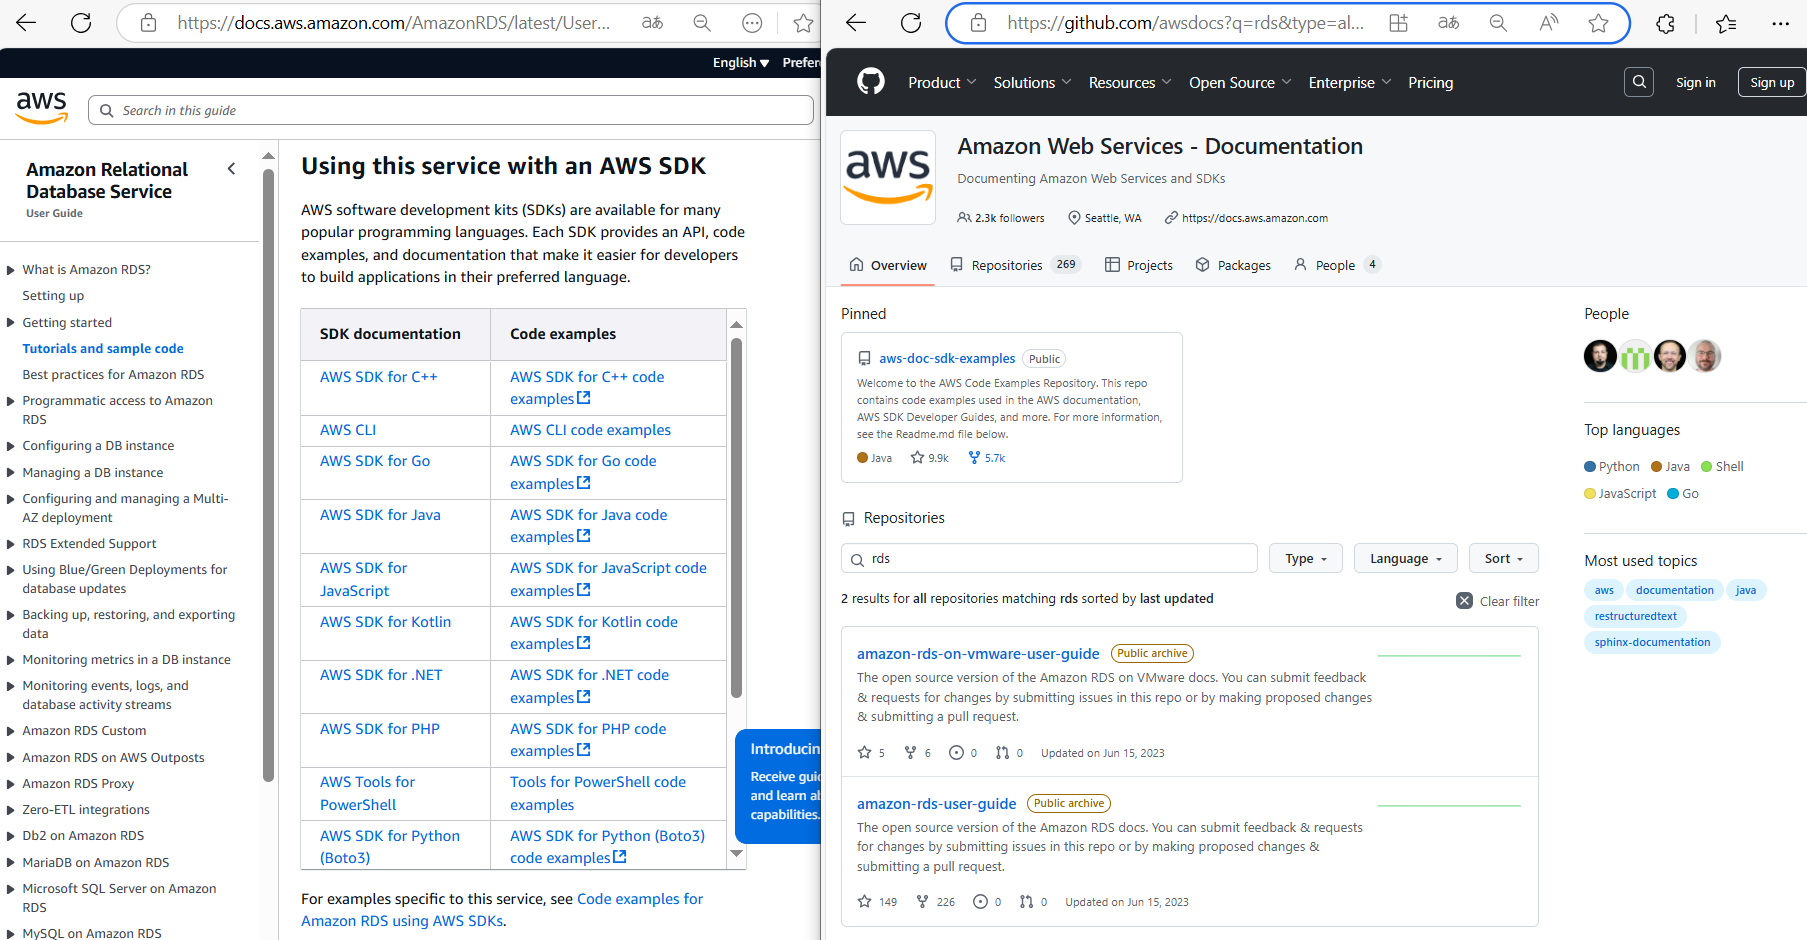 https://docs.aws.amazon.com/AmazonRDS/latest/User...
English
aws
Search in this guide
Amazon Relational
Database Service
User Guide
What is Amazon RDS?
Setting up
Getting started
Tutorials and sample code
Best practices for Amazon RDS
Programmatic access to Amazon
RDS
Configuring a DB instance
Managing a DB instance
Configuring and managing a Multi-
AZ deployment
RDS Extended Support
Using Blue/Green Deployments for
database updates
Backing up, restoring, and exporting
data
Monitoring metrics in a DB instance
Monitoring events, logs, and
database activity streams
Amazon RDS Custom
Amazon RDS on AWS Outposts
Amazon RDS Proxy
Zero-ETL integrations
Db2 on Amazon RDS
MariaDB on Amazon RDS
Microsoft SQL Server on Amazon
RDS
MySQL on Amazon RDS
Using this service with an AWS SDK
AWS software development kits (SDKs) are available for many
popular programming languages. Each SDK provides an API, code
examples, and documentation that make it easier for developers
to build applications in their preferred language.
SDK documentation Code examples
AWS SDK for C++ AWS SDK for C++ code
examples
AWS CLI AWS CLI code examples
AWS SDK for Go AWS SDK for Go code
examples
AWS SDK for Java AWS SDK for Java code
examples
AWS SDK for AWS SDK for JavaScript code
JavaScript examples
AWS SDK for Kotlin AWS SDK for Kotlin code
examples
AWS SDK for .NET AWS SDK for .NET code
examples
AWS SDK for PHP AWS SDK for PHP code
examples
AWS Tools for Tools for PowerShell code
PowerShell examples
AWS SDK for Python AWS SDK for Python (Boto3)
(Boto3) code examples
For examples specific to this service, see Code examples for
Amazon RDS using AWS SDKs.
Receive
and learn
capabilities.
https://github.com/awsdocs?q=rds&type=al...
Product Solutions Resources Open Source Enterprise Pricing Sign in Sign up
aws
Amazon Web Services - Documentation
Documenting Amazon Web Services and SDKs
2.3k followers Seattle, WA https://docs.aws.amazon.com
Overview Repositories 269 Projects Packages People 4
Pinned
aws-doc-sdk-examples Public
Welcome to the AWS Code Examples Repository. This repo
contains code examples used in the AWS documentation,
AWS SDK Developer Guides, and more. For more information,
see the Readme.md file below.
Java 9.9k 5.7k
Repositories
rds Type Language Sort
2 results for all repositories matching rds sorted by last updated Clear filter
amazon-rds-on-vmware-user-guide Public archive
The open source version of the Amazon RDS on VMware docs. You can submit feedback
& requests for changes by submitting issues in this repo or by making proposed changes
& submitting a pull request.
5 6 0 0 Updated on Jun 15, 2023
amazon-rds-user-guide Public archive
The open source version of the Amazon RDS docs. You can submit feedback & requests
for changes by submitting issues in this repo or by making proposed changes &
submitting a pull request.
149 226 0 0 Updated on Jun 15, 2023
People
Top languages
Python Java Shell
JavaScript Go
Most used topics
aws documentation java
restructuredtext
sphinx-documentation